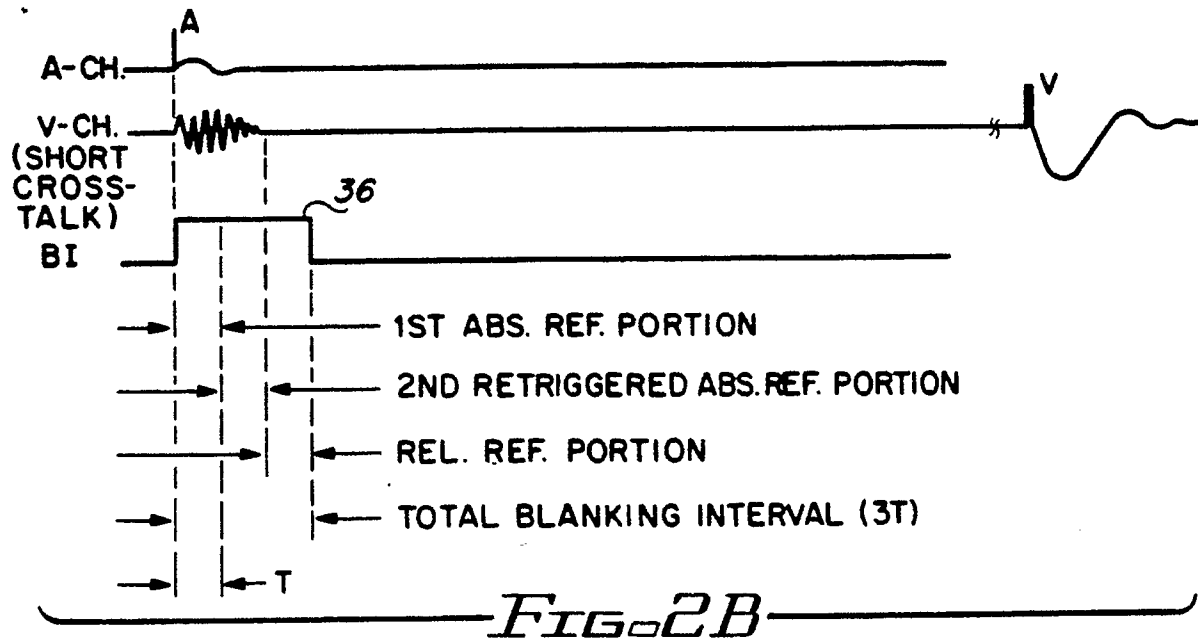 A
A-CH.
V-CH.
(SHORT
CROSS-
TALK)
V
36
BI
1ST ABS. REF. PORTION
2ND RETRIGGERED ABS. REF. PORTION
REL. REF. PORTION
TOTAL BLANKING INTERVAL (3T)
T
FIG. 2B